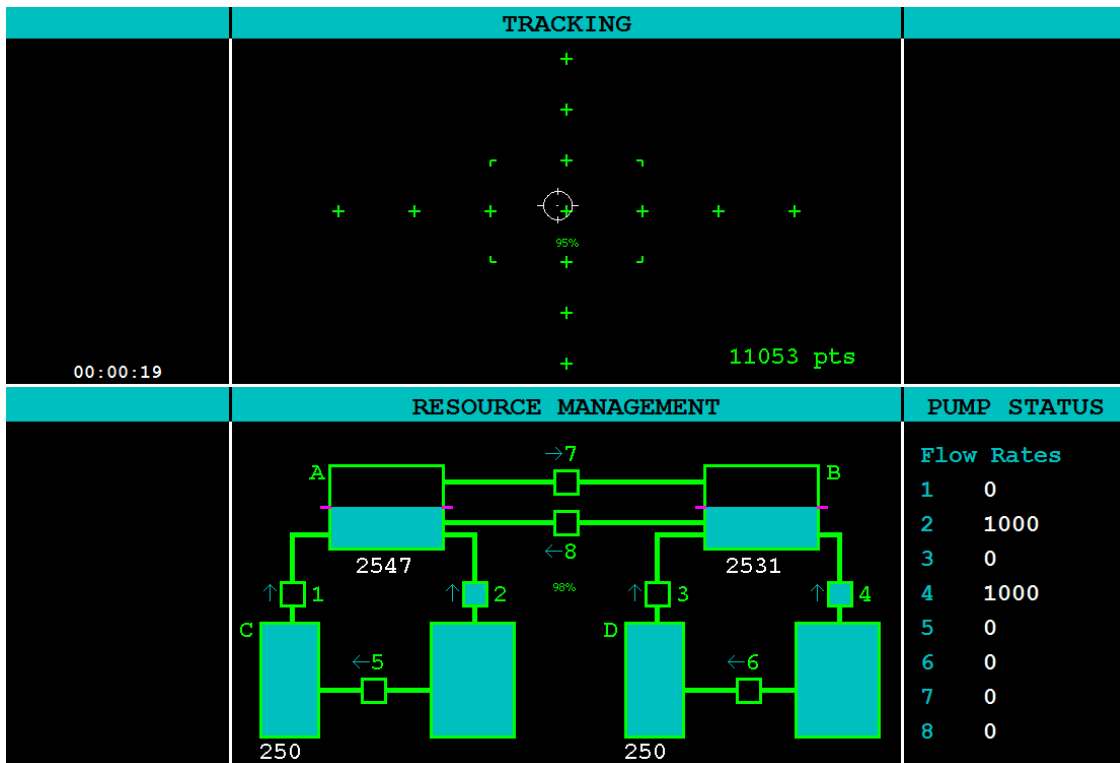 TRACKING
95%
11053 pts
00:00:19
RESOURCE MANAGEMENT
PUMP STATUS
→7
A
B
←8
2547
2531
↑ 1
↑ 2
98%
↑ 3
↑ 4
C
D
←5
←6
250
250
Flow Rates
1 0
2 1000
3 0
4 1000
5 0
6 0
7 0
8 0